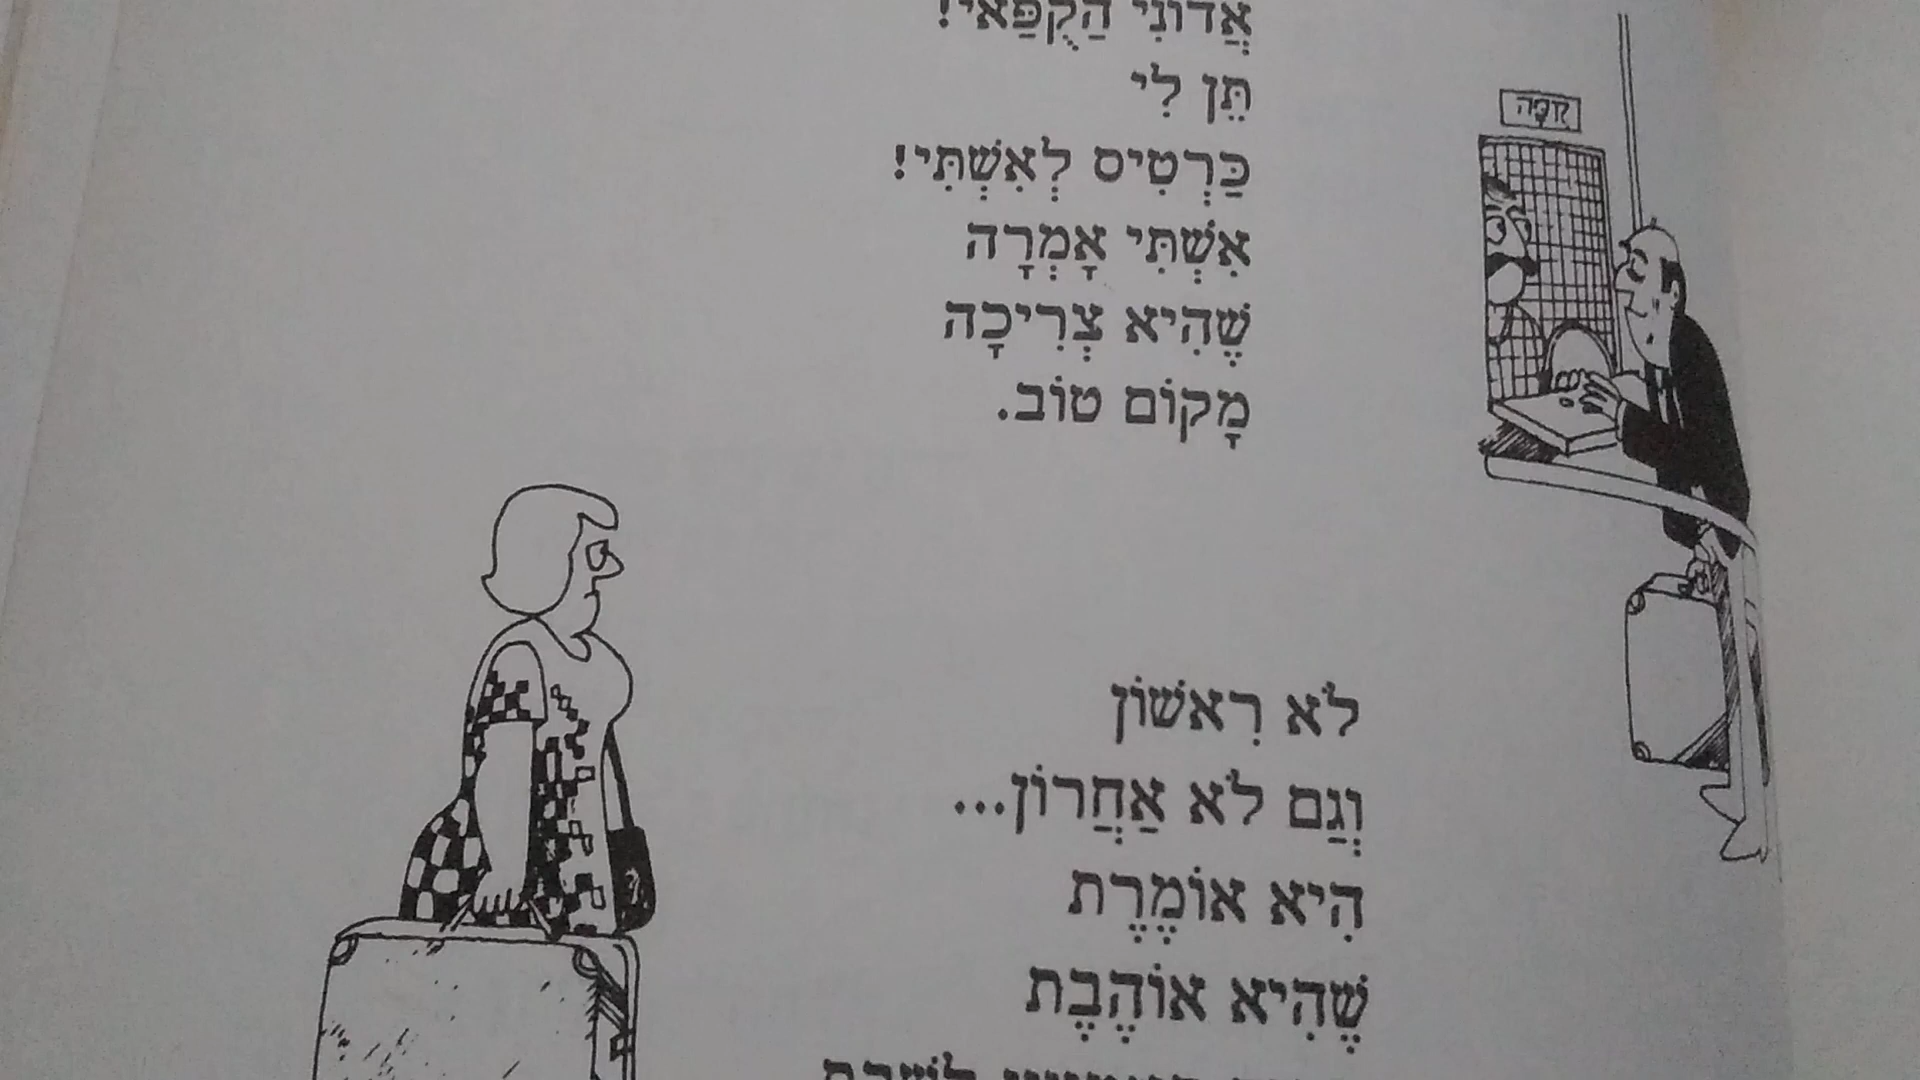 אֲדוֹנִי הַקֻּפַּאי!
תֵּן לִי
כַּרְטִיס לְאִשְׁתִּי!
אִשְׁתִּי אָמְרָה
שֶׁהִיא צְרִיכָה
מָקוֹם טוֹב.
קֻפָּה
לֹא רִאשׁוֹן
וְגַם לֹא אַחֲרוֹן...
הִיא אוֹמֶרֶת
שֶׁהִיא אוֹהֶבֶת
לָשֶׁבֶת